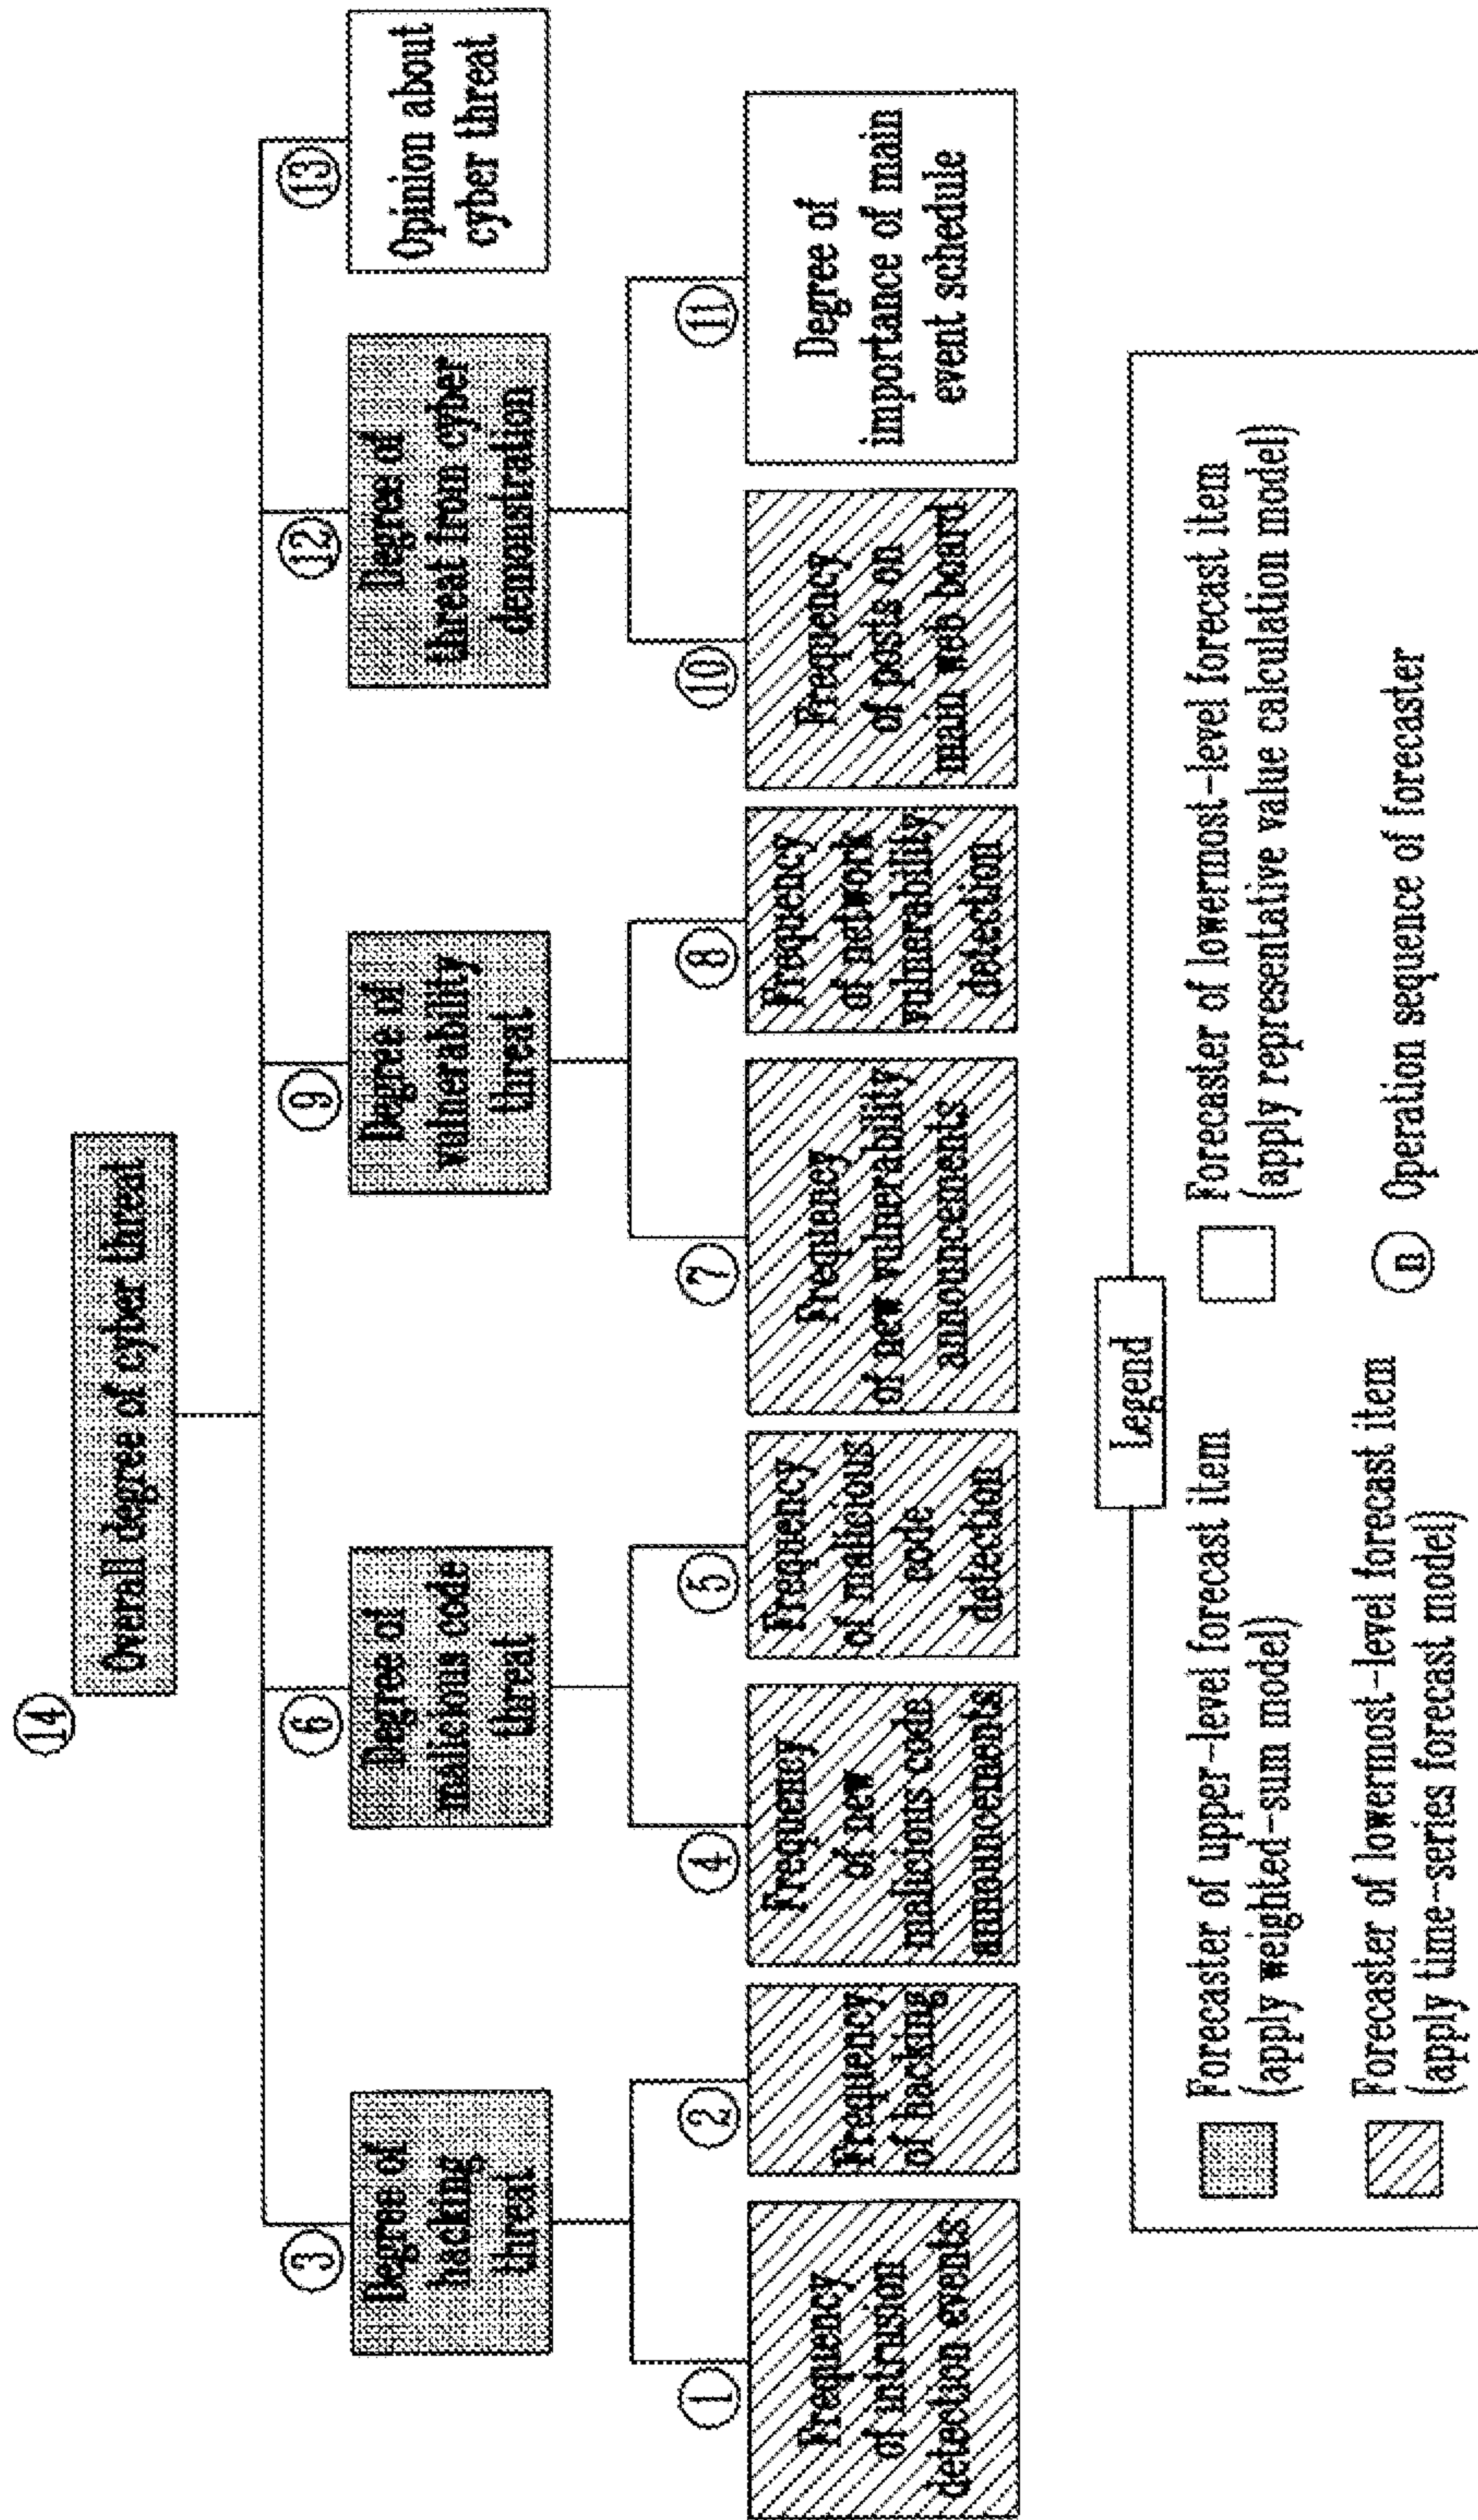 14
Overall degree of cyber threat
3
Degree of
hacking
threat
6
Degree of
malicious code
threat
9
Degree of
vulnerability
threat
12
Degree of
threat from cyber
demonstration
13
Opinion about
cyber threat
1
Frequency
of intrusion
detection events
2
Frequency
of hacking
4
Frequency
of new
malicious code
announcements
5
Frequency
of malicious
code
detection
7
Frequency
of new vulnerability
announcements
8
Frequency
of network
vulnerability
detection
10
Frequency
of posts on
main web board
11
Degree of
importance of main
event schedule
Legend
Forecaster of upper-level forecast item
(apply weighted-sum model)
Forecaster of lowermost-level forecast item
(apply representative value calculation model)
Forecaster of lowermost-level forecast item
(apply time-series forecast model)
n Operation sequence of forecaster